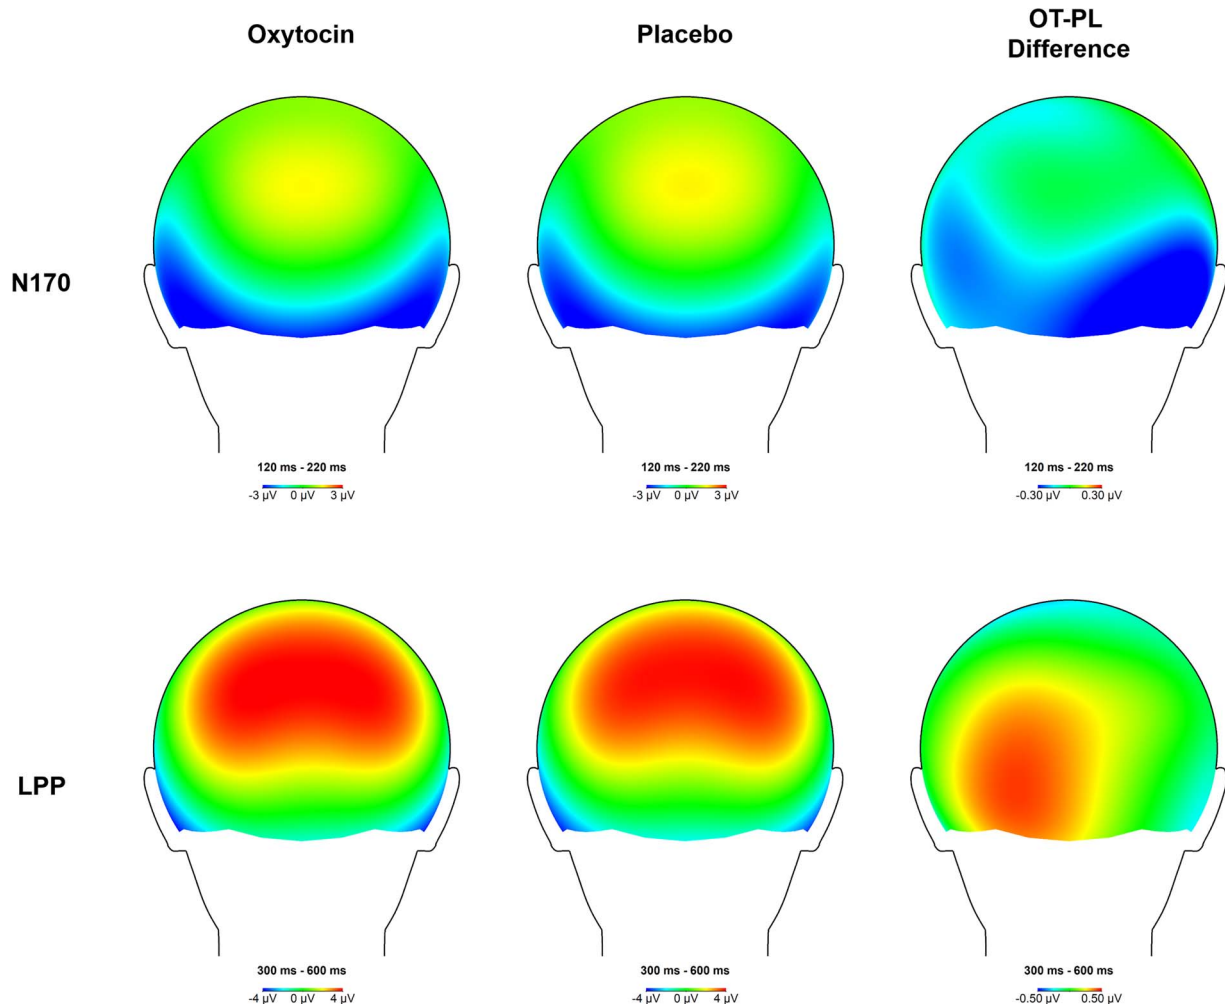 Oxytocin
Placebo
OT-PL
Difference
N170
120 ms - 220 ms
-3 µV 0 µV 3 µV
120 ms - 220 ms
-3 µV 0 µV 3 µV
120 ms - 220 ms
-0.30 µV 0.30 µV
LPP
300 ms - 600 ms
-4 µV 0 µV 4 µV
300 ms - 600 ms
-4 µV 0 µV 4 µV
300 ms - 600 ms
-0.50 µV 0.50 µV